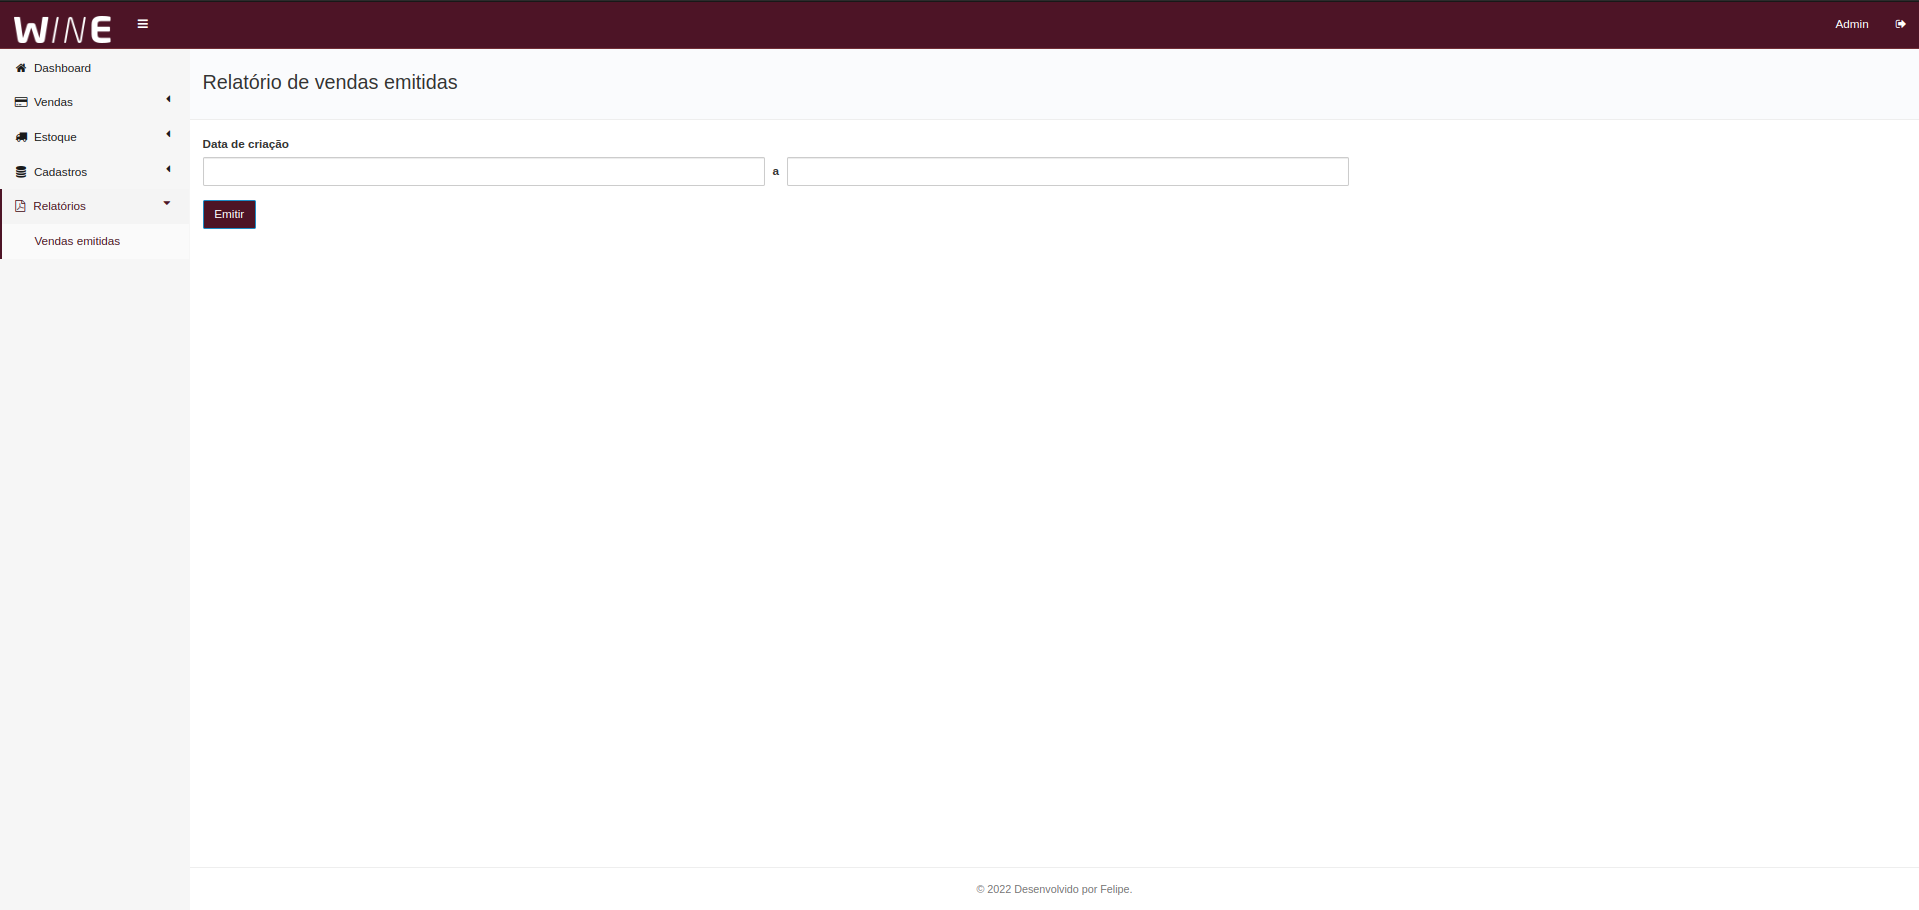 WINE
Admin
Dashboard
Vendas
Estoque
Cadastros
Relatórios
Vendas emitidas
Relatório de vendas emitidas
Data de criação
a
Emitir
© 2022 Desenvolvido por Felipe.